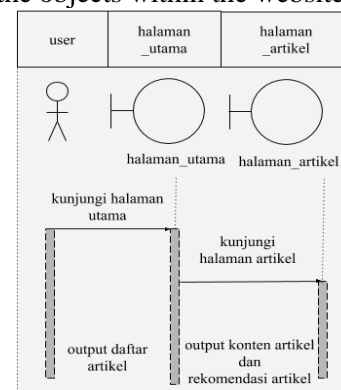 the objects within the website
user
halaman
_utama
halaman
_artikel
halaman_utama
halaman_artikel
kunjungi halaman
utama
kunjungi
halaman artikel
output daftar
artikel
output konten artikel
dan
rekomendasi artikel